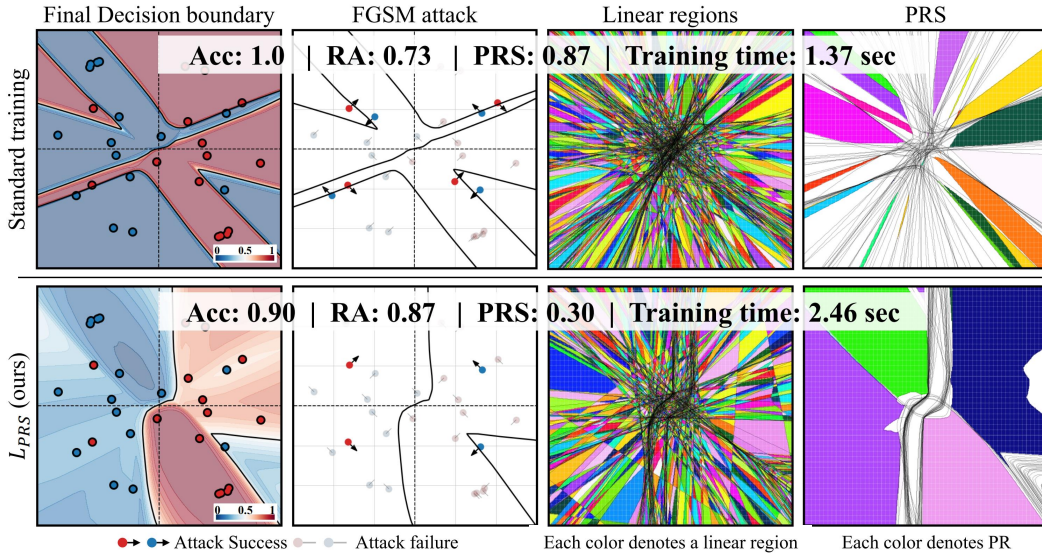 Final Decision boundary FGSM attack Linear regions PRS
Standard training
Acc: 1.0 | RA: 0.73 | PRS: 0.87 | Training time: 1.37 sec
0 0.5 1
L_PRS (ours)
Acc: 0.90 | RA: 0.87 | PRS: 0.30 | Training time: 2.46 sec
0 0.5 1
Attack Success Attack failure Each color denotes a linear region Each color denotes PR